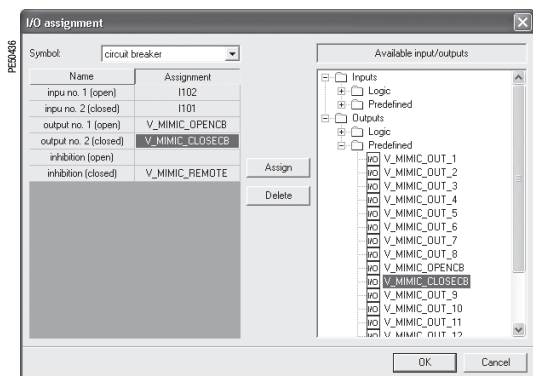 PE50436
I/O assignment
Symbol:
circuit breaker
Name Assignment
inpu no. 1 (open) I102
inpu no. 2 (closed) I101
output no. 1 (open) V_MIMIC_OPENCB
output no. 2 (closed) V_MIMIC_CLOSECB
inhibition (open)
inhibition (closed) V_MIMIC_REMOTE
Assign
Delete
Available input/outputs
Inputs
Logic
Predefined
Outputs
Logic
Predefined
I/O V_MIMIC_OUT_1
I/O V_MIMIC_OUT_2
I/O V_MIMIC_OUT_3
I/O V_MIMIC_OUT_4
I/O V_MIMIC_OUT_5
I/O V_MIMIC_OUT_6
I/O V_MIMIC_OUT_7
I/O V_MIMIC_OUT_8
I/O V_MIMIC_OPENCB
I/O V_MIMIC_CLOSECB
I/O V_MIMIC_OUT_9
I/O V_MIMIC_OUT_10
I/O V_MIMIC_OUT_11
I/O V_MIMIC_OUT_12
OK
Cancel